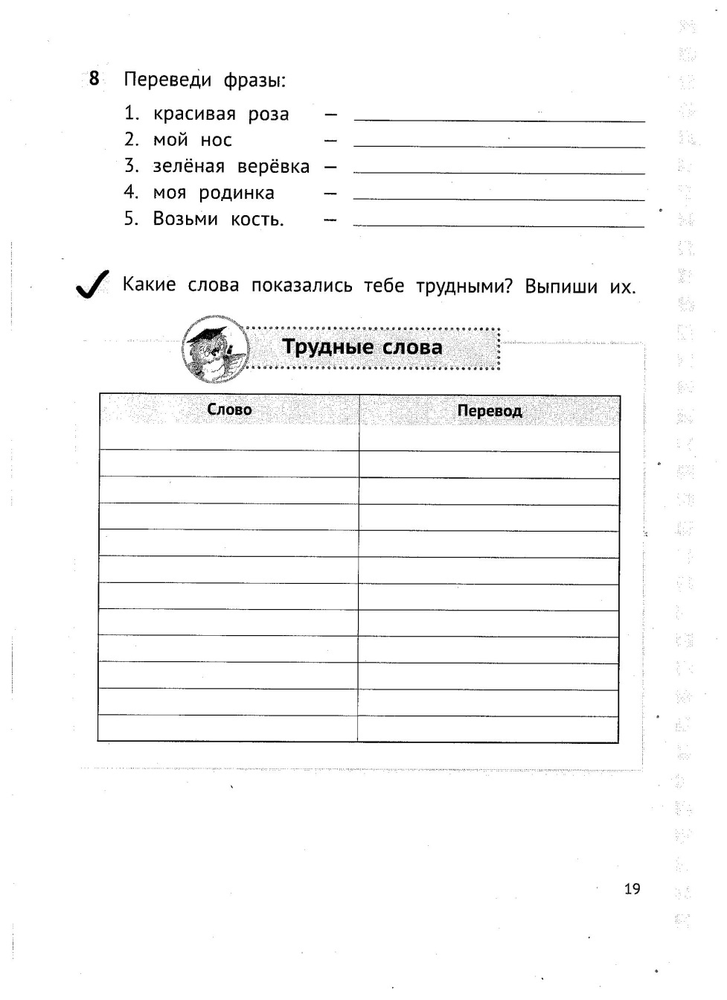 8 Переведи фразы:
1. красивая роза –
2. мой нос –
3. зелёная верёвка –
4. моя родинка –
5. Возьми кость. –
Какие слова показались тебе трудными? Выпиши их.
Трудные слова
Слово Перевод
19